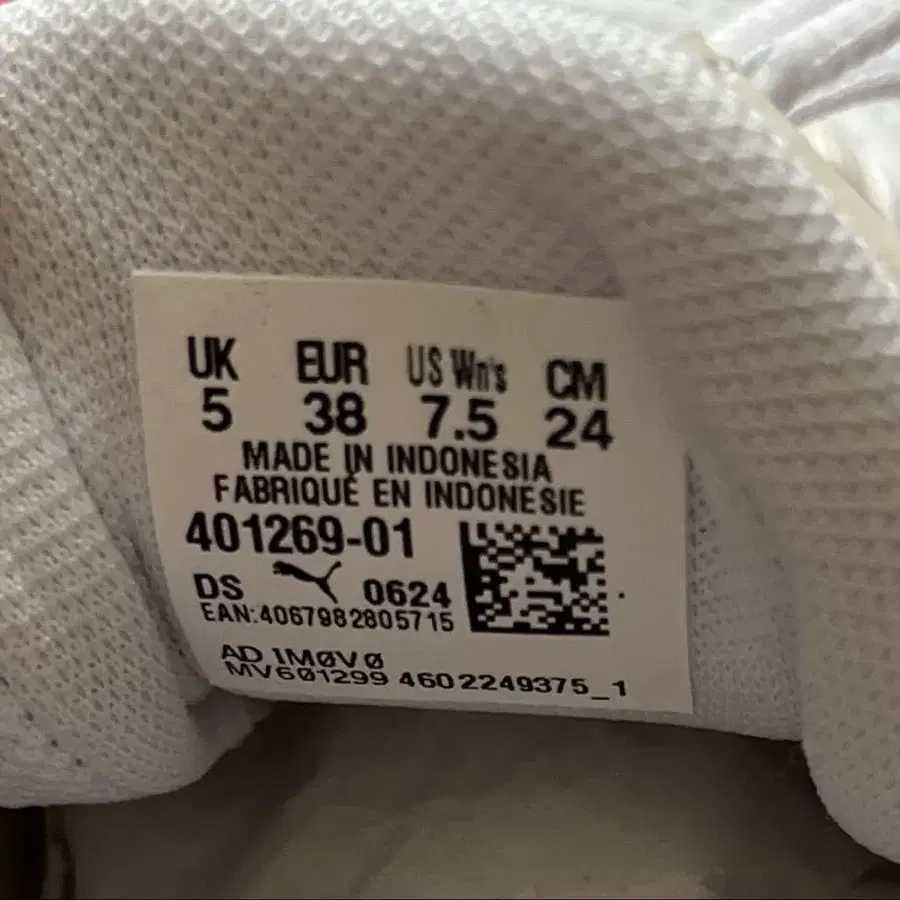 UK EUR US Wn's CM
5 38 7.5 24
MADE IN INDONESIA
FABRIQUÉ EN INDONESIE
401269-01
DS 0624
EAN:4067982805715
AD 1MØVØ
MV601299 4602249375_1